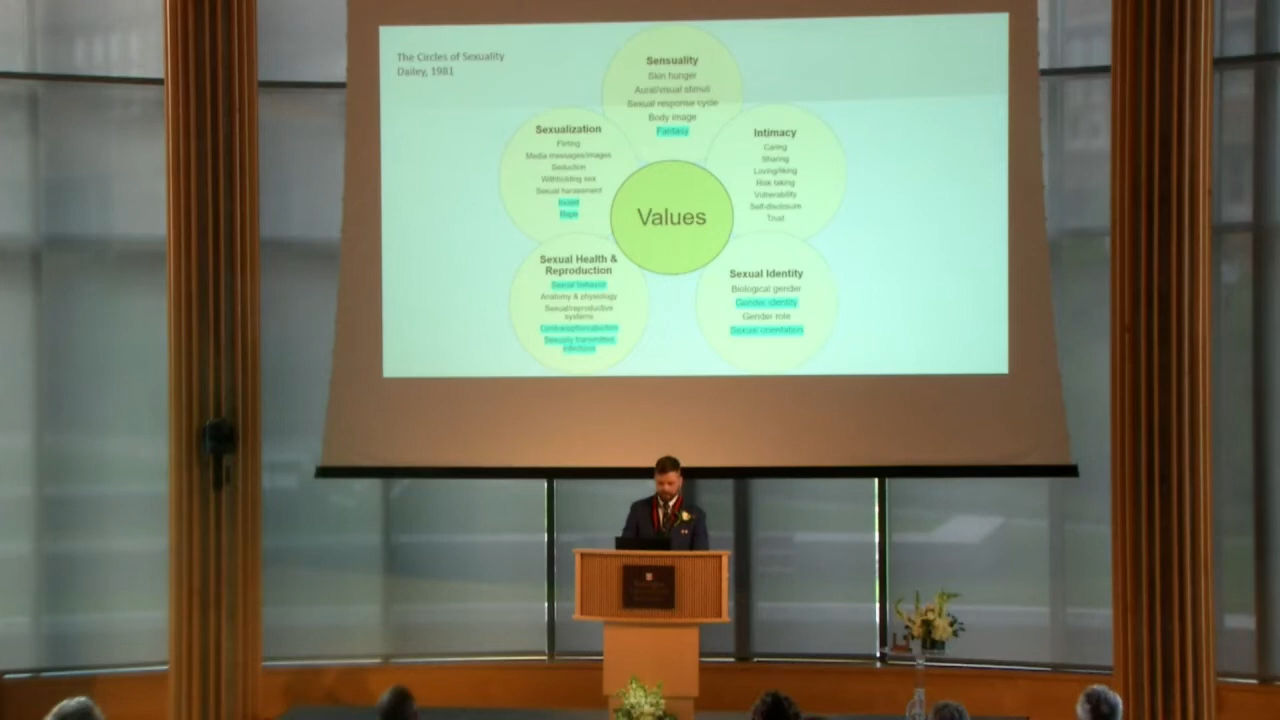 The Circles of Sexuality
Dailey, 1981
Sensuality
Skin hunger
Aural/visual stimuli
Sexual response cycle
Body image
Fantasy
Sexualization
Flirting
Media messages/images
Seduction
Withholding sex
Sexual harassment
Incest
Rape
Intimacy
Caring
Sharing
Loving/liking
Risk taking
Vulnerability
Self-disclosure
Trust
Values
Sexual Health &
Reproduction
Sexual behavior
Anatomy & physiology
Sexual/reproductive
systems
Contraception/abortion
Sexually transmitted
infections
Sexual Identity
Biological gender
Gender identity
Gender role
Sexual orientation